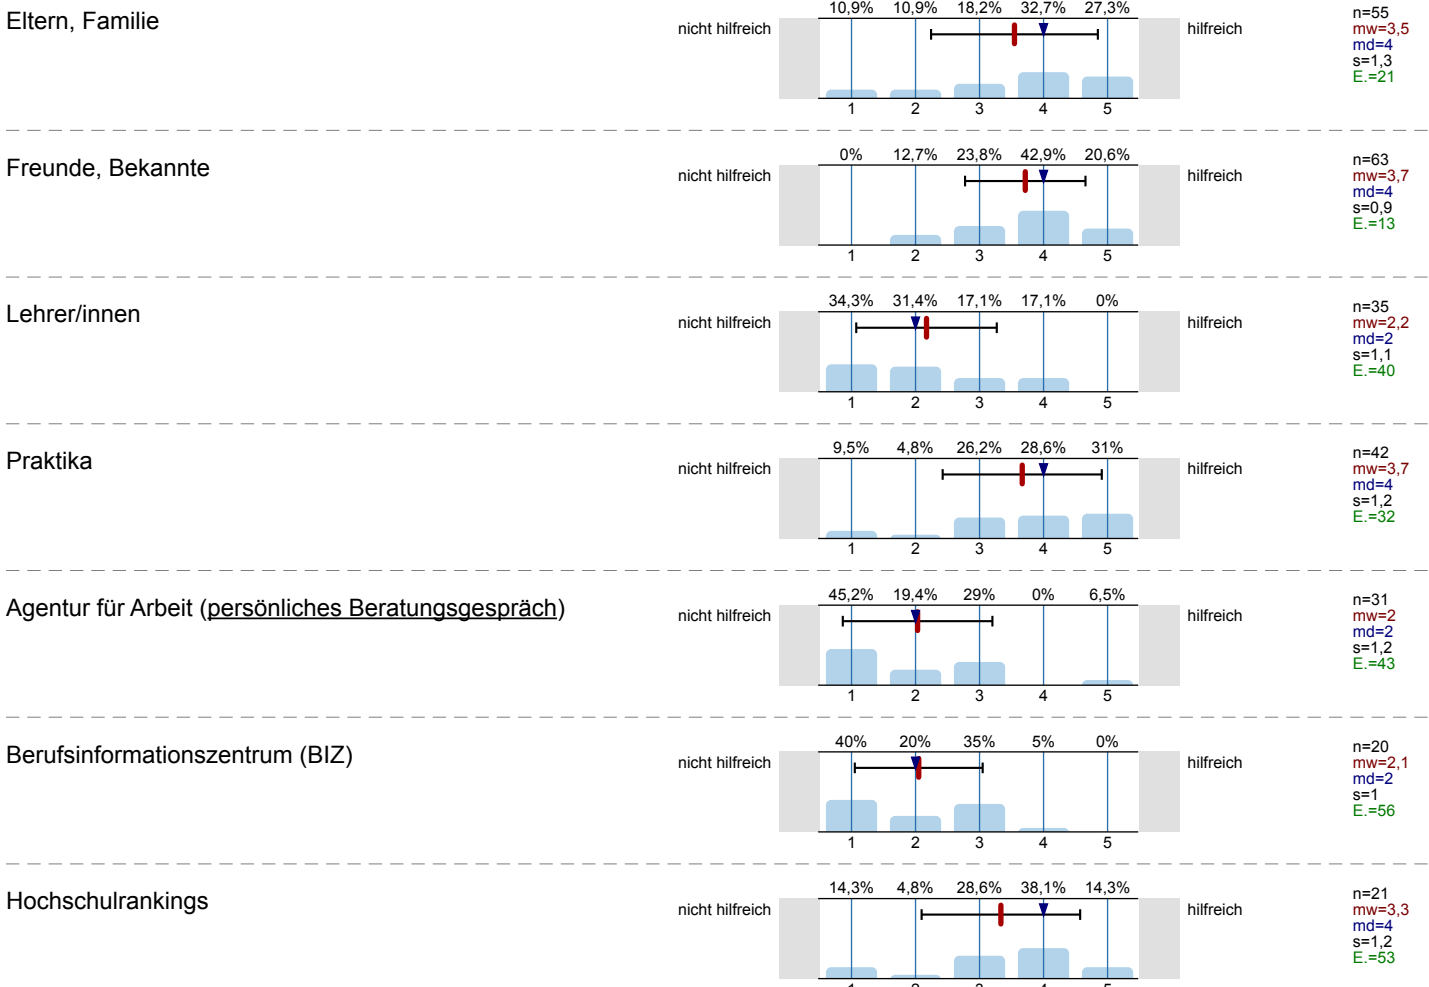 Eltern, Familie
nicht hilfreich
10,9% 10,9% 18,2% 32,7% 27,3%
1 2 3 4 5
hilfreich
n=55
mw=3,5
md=4
s=1,3
E.=21
Freunde, Bekannte
nicht hilfreich
0% 12,7% 23,8% 42,9% 20,6%
1 2 3 4 5
hilfreich
n=63
mw=3,7
md=4
s=0,9
E.=13
Lehrer/innen
nicht hilfreich
34,3% 31,4% 17,1% 17,1% 0%
1 2 3 4 5
hilfreich
n=35
mw=2,2
md=2
s=1,1
E.=40
Praktika
nicht hilfreich
9,5% 4,8% 26,2% 28,6% 31%
1 2 3 4 5
hilfreich
n=42
mw=3,7
md=4
s=1,2
E.=32
Agentur für Arbeit (persönliches Beratungsgespräch)
nicht hilfreich
45,2% 19,4% 29% 0% 6,5%
1 2 3 4 5
hilfreich
n=31
mw=2
md=2
s=1,2
E.=43
Berufsinformationszentrum (BIZ)
nicht hilfreich
40% 20% 35% 5% 0%
1 2 3 4 5
hilfreich
n=20
mw=2,1
md=2
s=1
E.=56
Hochschulrankings
nicht hilfreich
14,3% 4,8% 28,6% 38,1% 14,3%
1 2 3 4 5
hilfreich
n=21
mw=3,3
md=4
s=1,2
E.=53